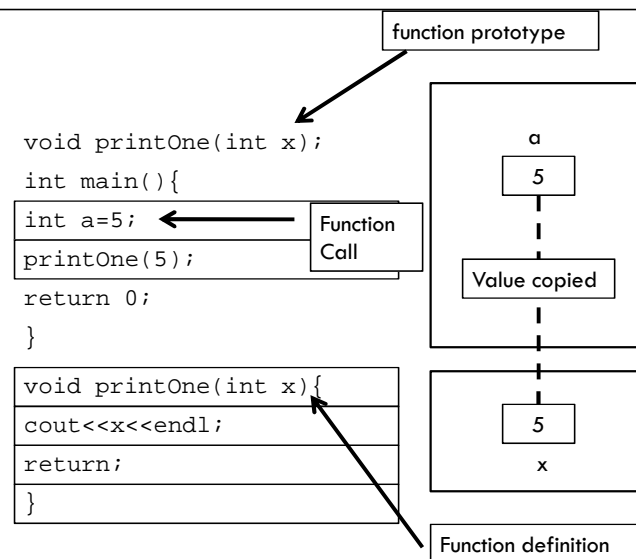 function prototype
void printOne(int x);
int main(){
int a=5;
Function
Call
printOne(5);
return 0;
}
void printOne(int x){
cout<<x<<endl;
return;
}
Function definition
a
5
Value copied
5
x